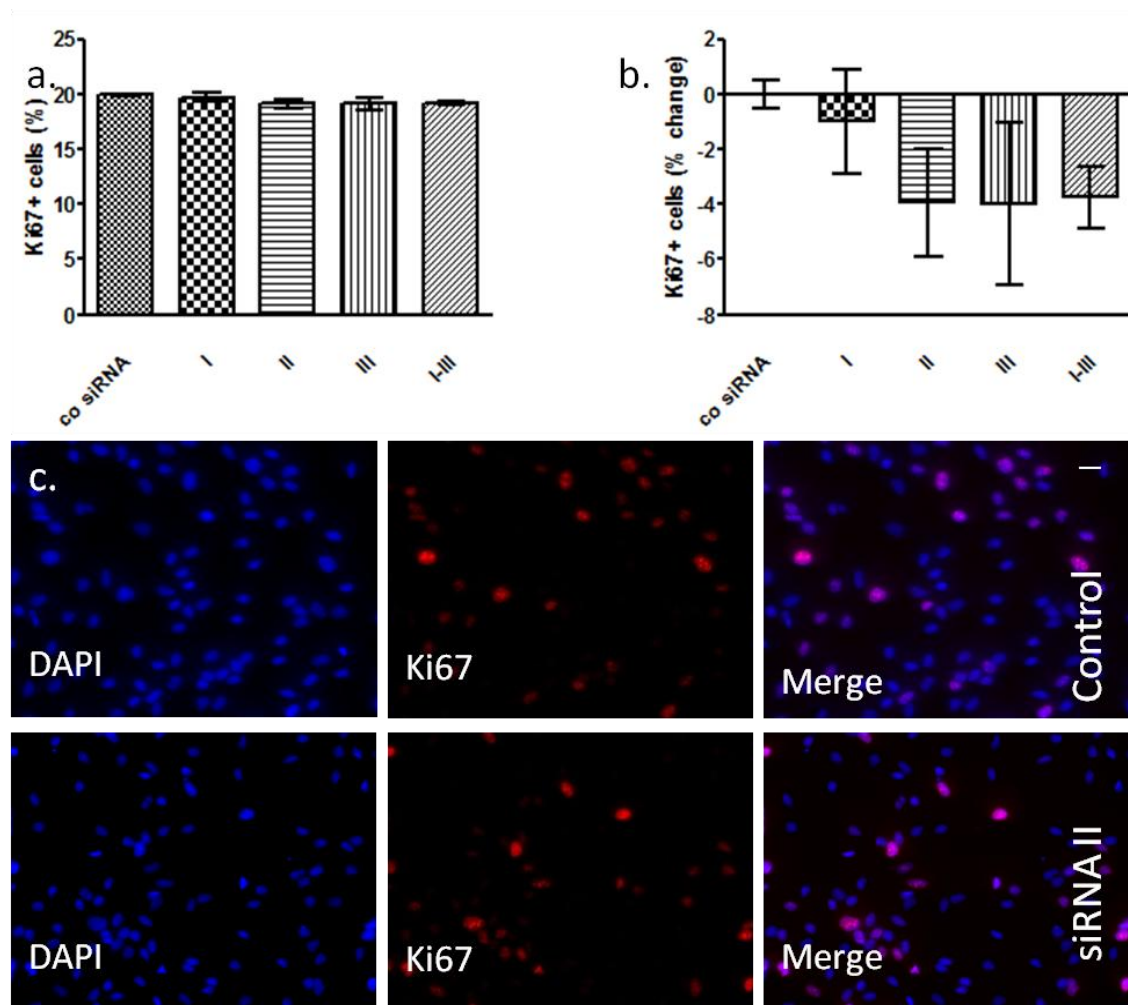 a.
Ki67+ cells (%)
25
20
15
10
5
0
co siRNA
I
II
III
I-III
b.
Ki67+ cells (% change)
2
0
-2
-4
-6
-8
co siRNA
I
II
III
I-III
c.
DAPI
Ki67
Merge
Control
DAPI
Ki67
Merge
siRNA II